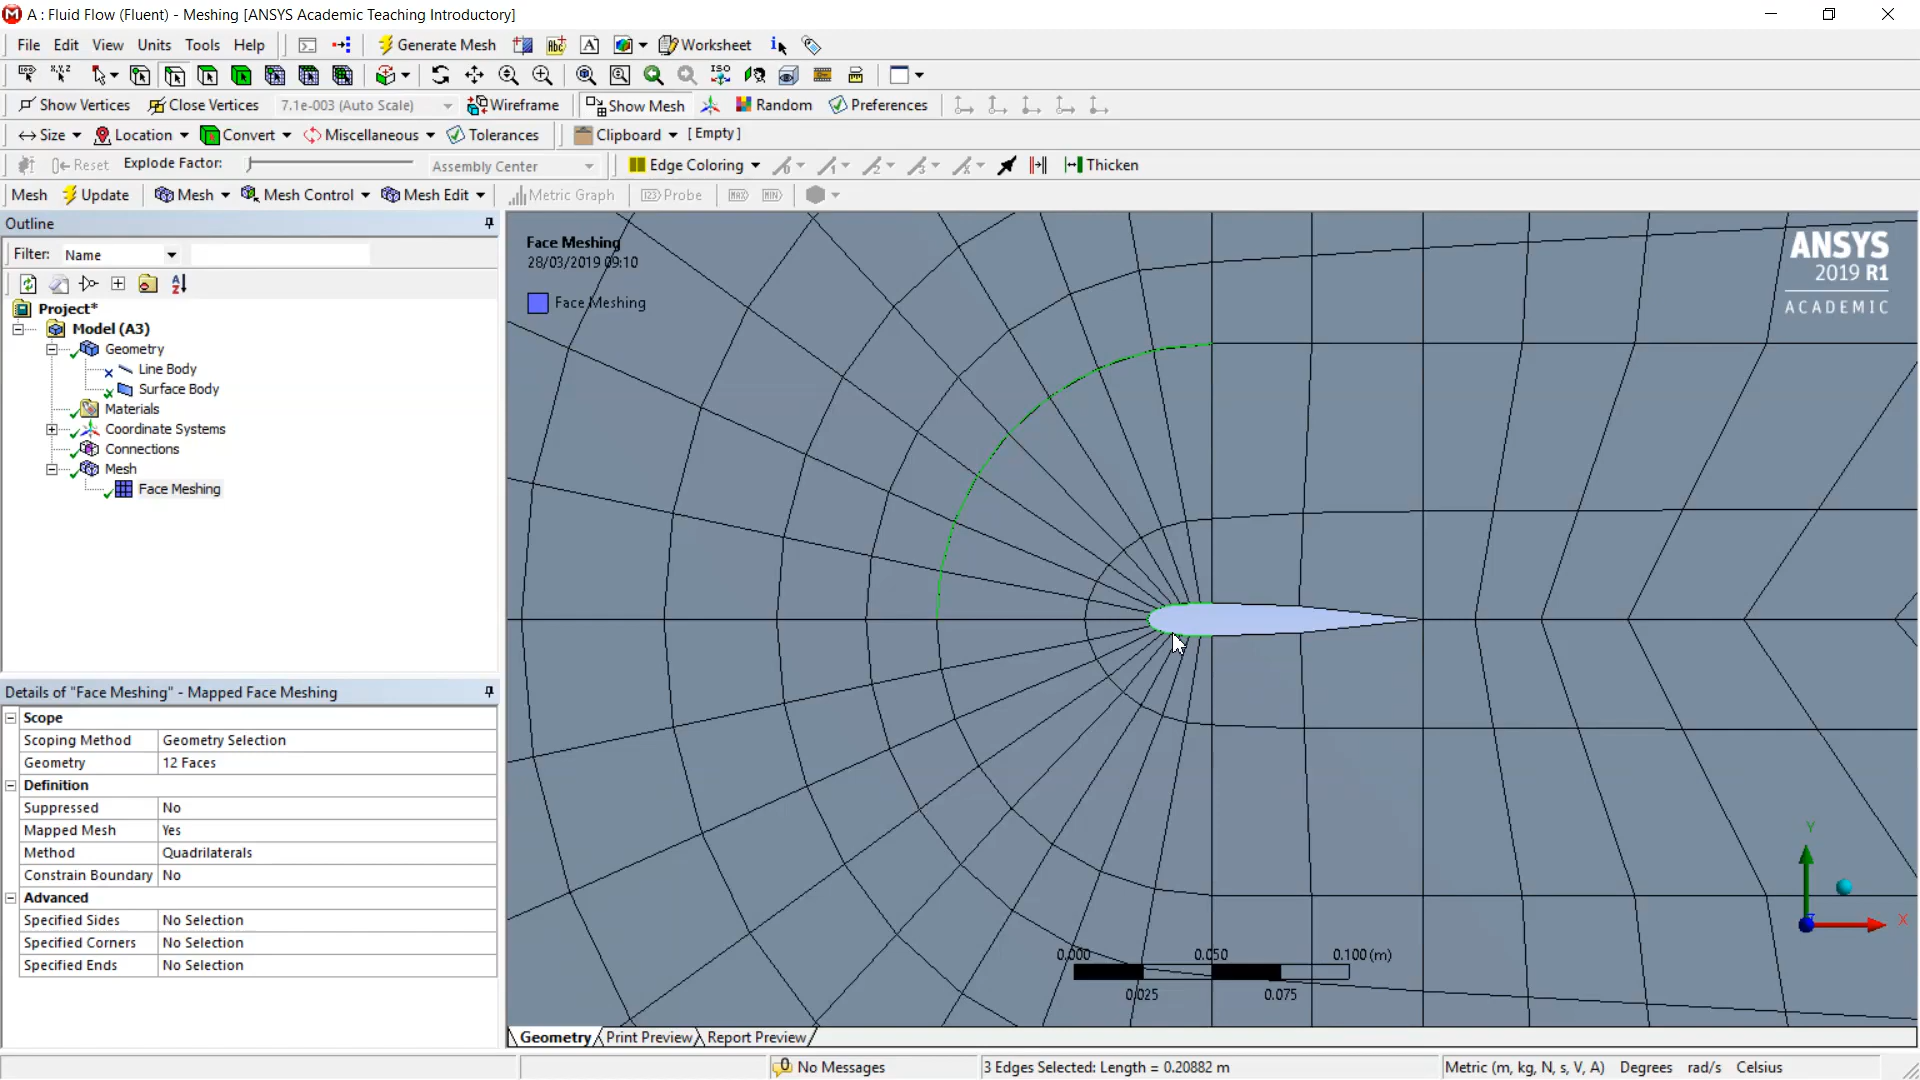 A : Fluid Flow (Fluent) - Meshing [ANSYS Academic Teaching Introductory]
File Edit View Units Tools Help Generate Mesh Worksheet
Show Vertices Close Vertices 7.1e-003 (Auto Scale) Wireframe Show Mesh Random Preferences
Size Location Convert Miscellaneous Tolerances Clipboard [Empty]
Reset Explode Factor: Assembly Center Edge Coloring Thicken
Mesh Update Mesh Mesh Control Mesh Edit Metric Graph Probe
Outline
Filter: Name
Project*
Model (A3)
Geometry
Line Body
Surface Body
Materials
Coordinate Systems
Connections
Mesh
Face Meshing
Details of "Face Meshing" - Mapped Face Meshing
Scope
Scoping Method Geometry Selection
Geometry 12 Faces
Definition
Suppressed No
Mapped Mesh Yes
Method Quadrilaterals
Constrain Boundary No
Advanced
Specified Sides No Selection
Specified Corners No Selection
Specified Ends No Selection
Face Meshing
28/03/2019 09:10
Face Meshing
ANSYS
2019 R1
ACADEMIC
Y
X
0.000 0.050 0.100 (m)
0.025 0.075
Geometry Print Preview Report Preview
No Messages 3 Edges Selected: Length = 0.20882 m Metric (m, kg, N, s, V, A) Degrees rad/s Celsius